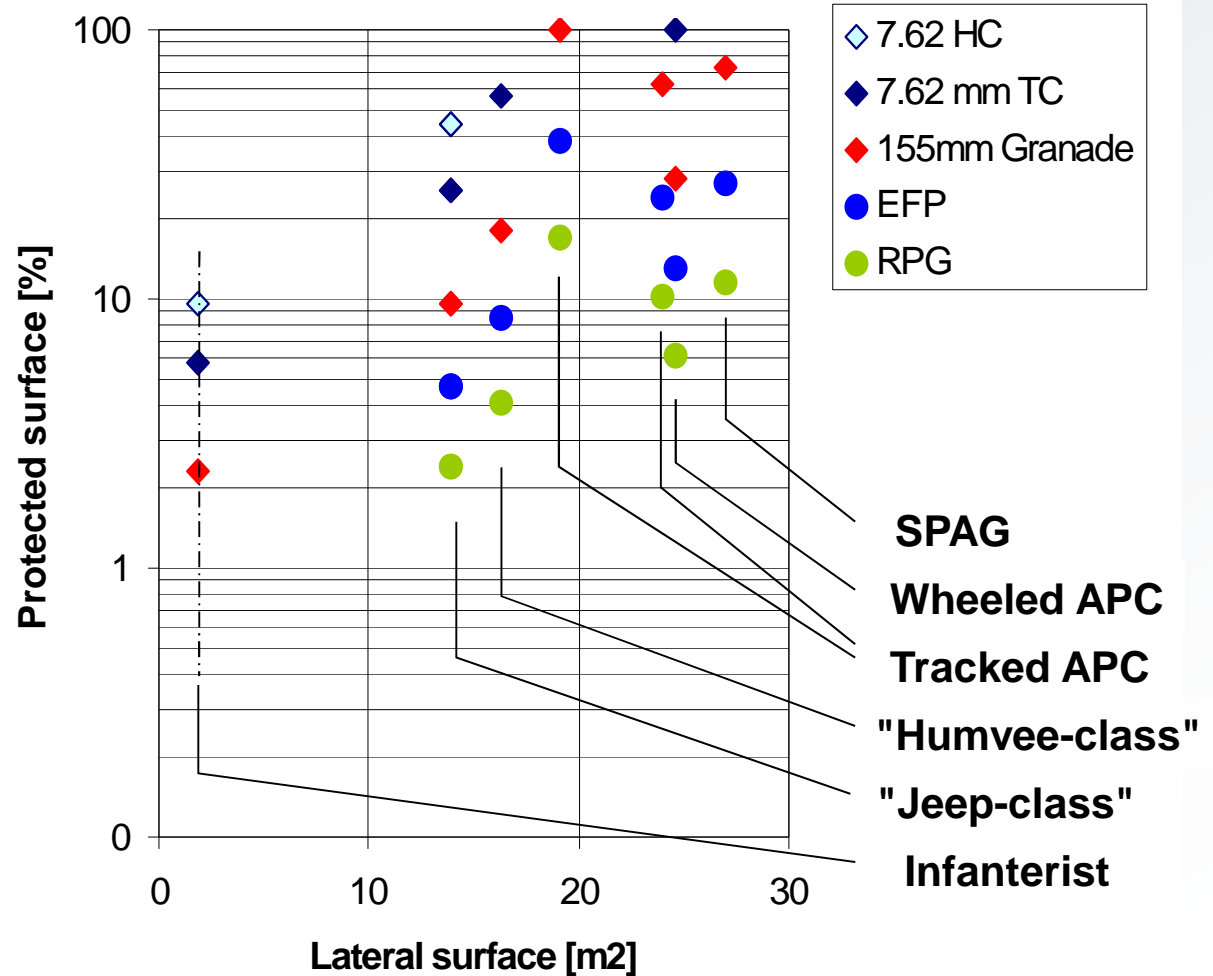 7.62 HC
7.62 mm TC
155mm Granade
EFP
RPG
100
10
1
0
Protected surface [%]
0 10 20 30
Lateral surface [m2]
SPAG
Wheeled APC
Tracked APC
"Humvee-class"
"Jeep-class"
Infanterist